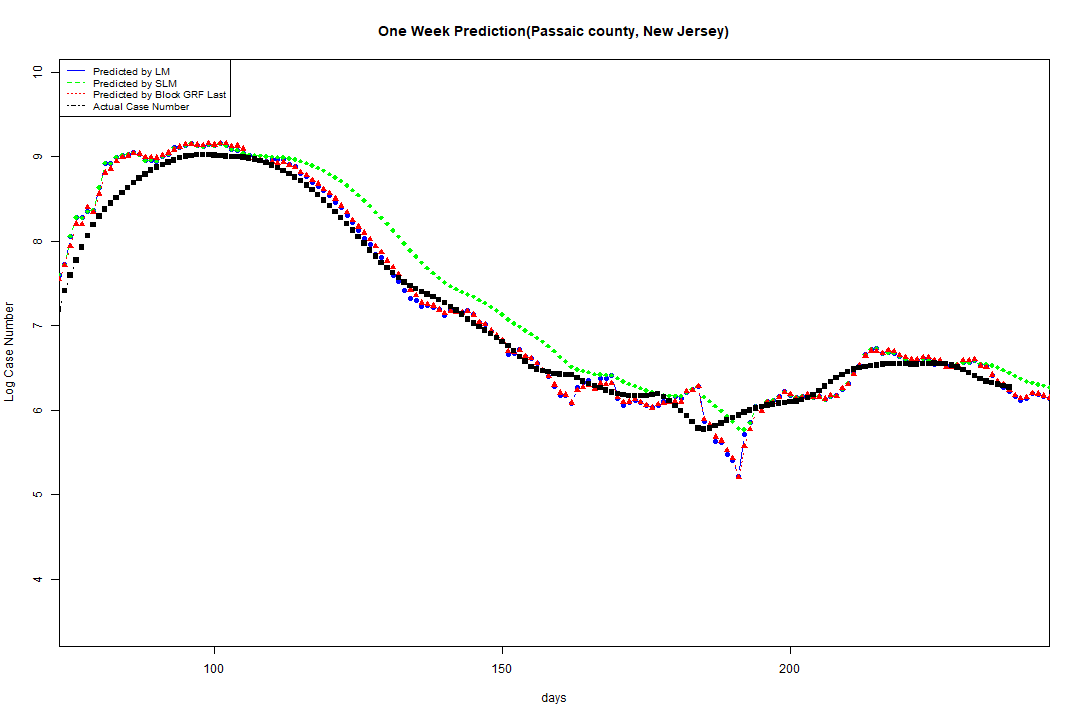 One Week Prediction(Passaic county, New Jersey)
10
Predicted by LM
Predicted by SLM
Predicted by Block GRF Last
Actual Case Number
9
8
7
6
5
4
Log Case Number
100
150
200
days